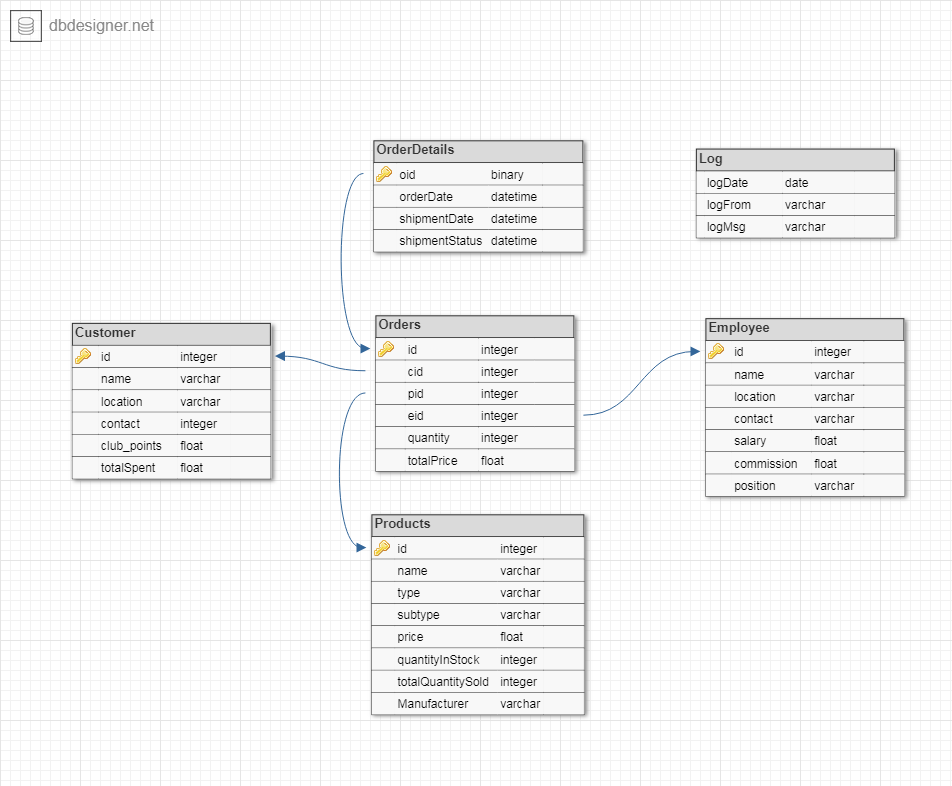 dbdesigner.net
OrderDetails
oid binary
orderDate datetime
shipmentDate datetime
shipmentStatus datetime
Log
logDate date
logFrom varchar
logMsg varchar
Customer
id integer
name varchar
location varchar
contact integer
club_points float
totalSpent float
Orders
id integer
cid integer
pid integer
eid integer
quantity integer
totalPrice float
Employee
id integer
name varchar
location varchar
contact varchar
salary float
commission float
position varchar
Products
id integer
name varchar
type varchar
subtype varchar
price float
quantityInStock integer
totalQuantitySold integer
Manufacturer varchar